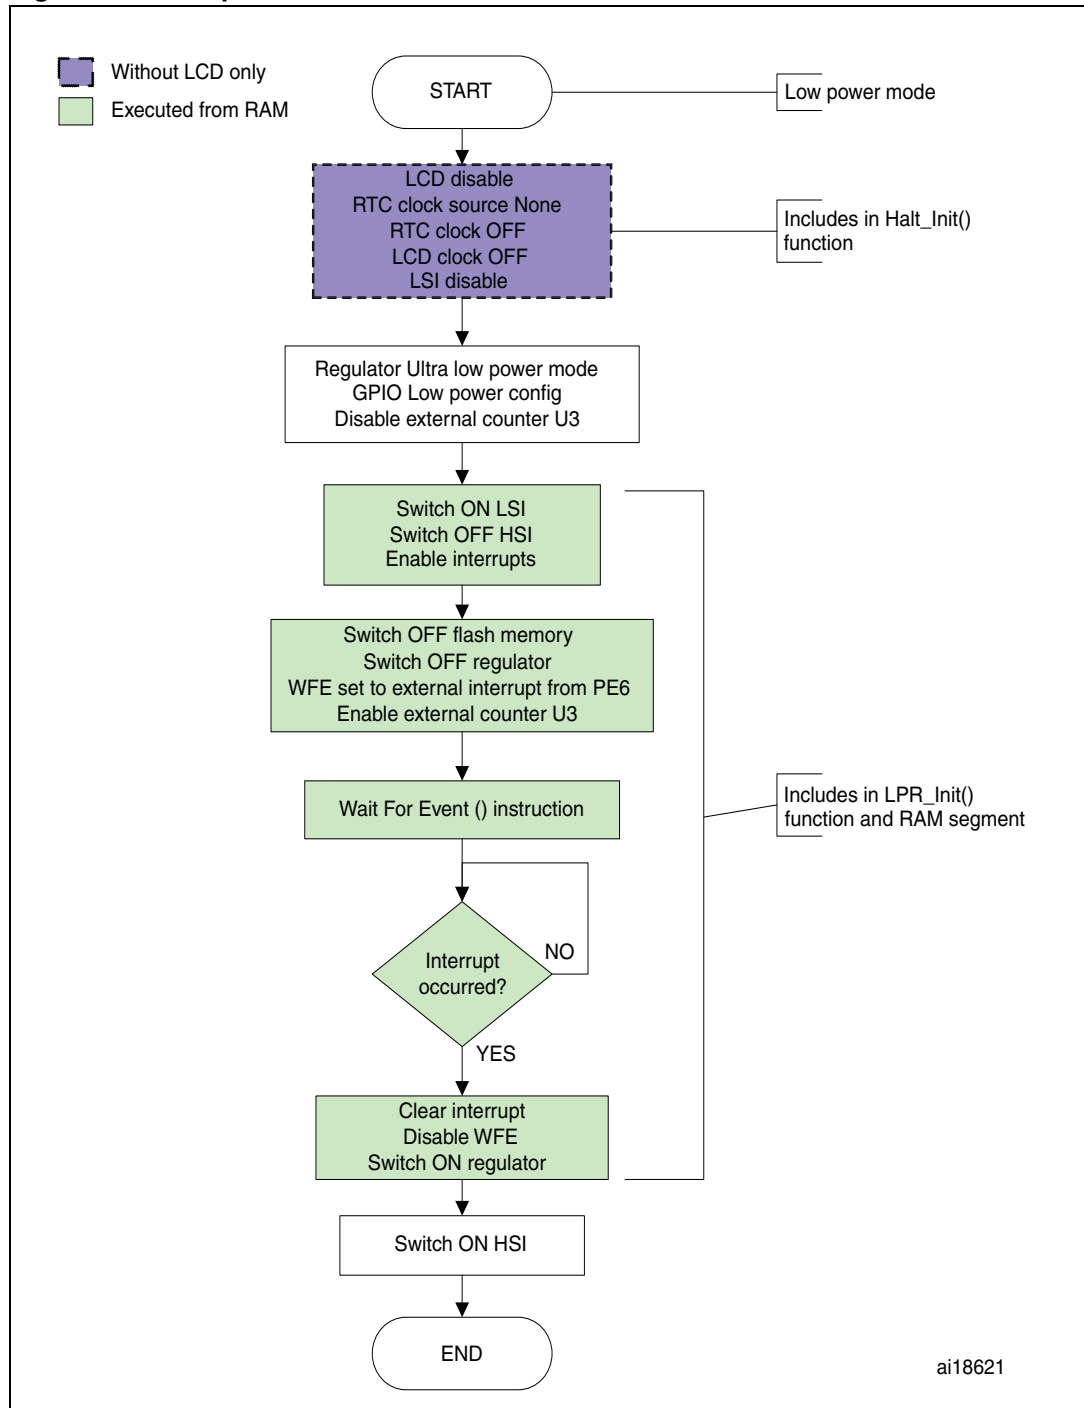 Without LCD only
Executed from RAM
START
Low power mode
LCD disable
RTC clock source None
RTC clock OFF
LCD clock OFF
LSI disable
Includes in Halt_Init()
function
Regulator Ultra low power mode
GPIO Low power config
Disable external counter U3
Switch ON LSI
Switch OFF HSI
Enable interrupts
Switch OFF flash memory
Switch OFF regulator
WFE set to external interrupt from PE6
Enable external counter U3
Wait For Event () instruction
Includes in LPR_Init()
function and RAM segment
Interrupt
occurred?
NO
YES
Clear interrupt
Disable WFE
Switch ON regulator
Switch ON HSI
END
ai18621